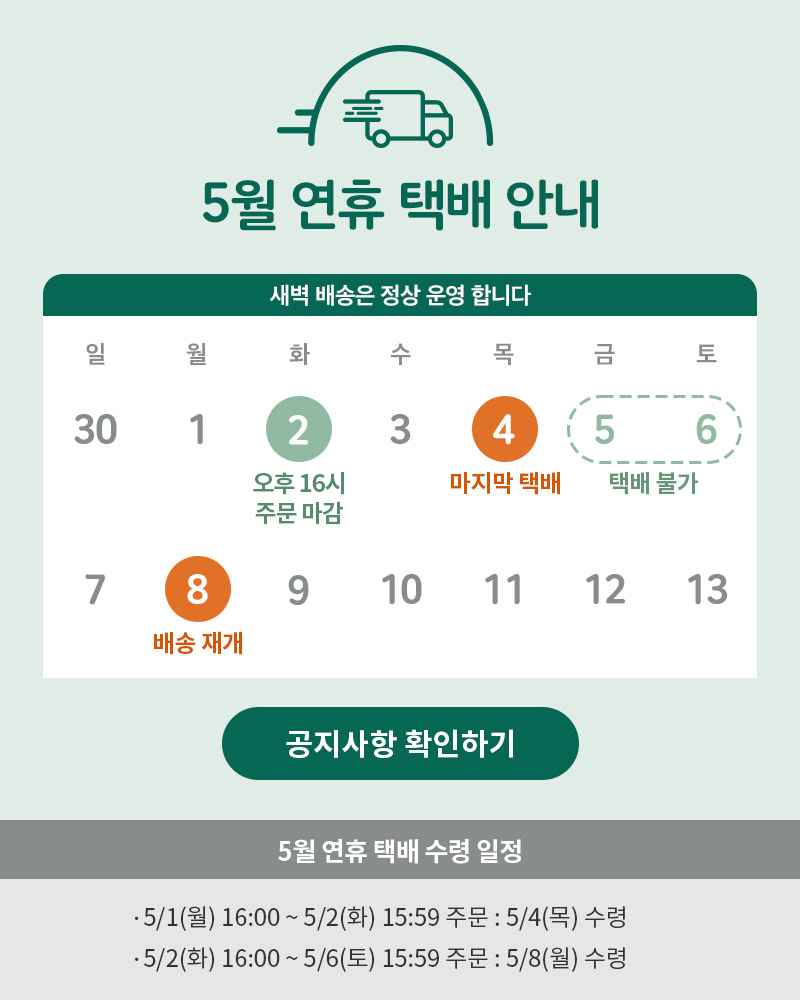 5월 연휴 택배 안내
새벽 배송은 정상 운영 합니다
일 월 화 수 목 금 토
30 1 2 3 4 5 6
오후 16시 마지막 택배 택배 불가
주문 마감
7 8 9 10 11 12 13
배송 재개
공지사항 확인하기
5월 연휴 택배 수령 일정
· 5/1(월) 16:00 ~ 5/2(화) 15:59 주문 : 5/4(목) 수령
· 5/2(화) 16:00 ~ 5/6(토) 15:59 주문 : 5/8(월) 수령